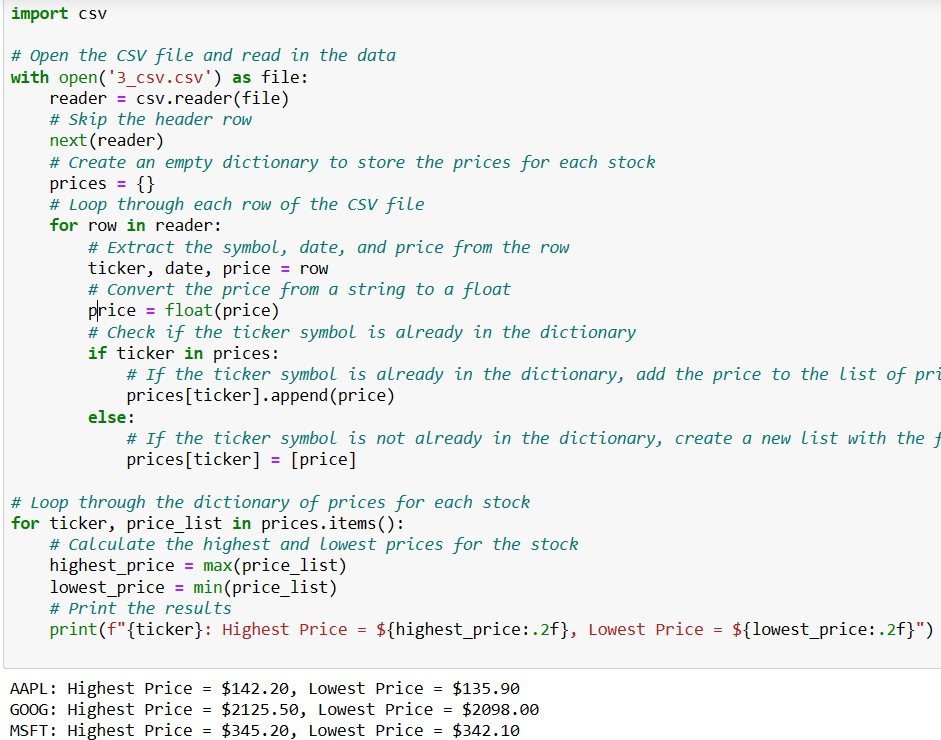 import csv

# Open the CSV file and read in the data
with open('3_csv.csv') as file:
    reader = csv.reader(file)
    # Skip the header row
    next(reader)
    # Create an empty dictionary to store the prices for each stock
    prices = {}
    # Loop through each row of the CSV file
    for row in reader:
        # Extract the symbol, date, and price from the row
        ticker, date, price = row
        # Convert the price from a string to a float
        price = float(price)
        # Check if the ticker symbol is already in the dictionary
        if ticker in prices:
            # If the ticker symbol is already in the dictionary, add the price to the list of
            prices[ticker].append(price)
        else:
            # If the ticker symbol is not already in the dictionary, create a new list with the
            prices[ticker] = [price]

# Loop through the dictionary of prices for each stock
for ticker, price_list in prices.items():
    # Calculate the highest and lowest prices for the stock
    highest_price = max(price_list)
    lowest_price = min(price_list)
    # Print the results
    print(f"{ticker}: Highest Price = ${highest_price:.2f}, Lowest Price = ${lowest_price:.2f}")

AAPL: Highest Price = $142.20, Lowest Price = $135.90
GOOG: Highest Price = $2125.50, Lowest Price = $2098.00
MSFT: Highest Price = $345.20, Lowest Price = $342.10